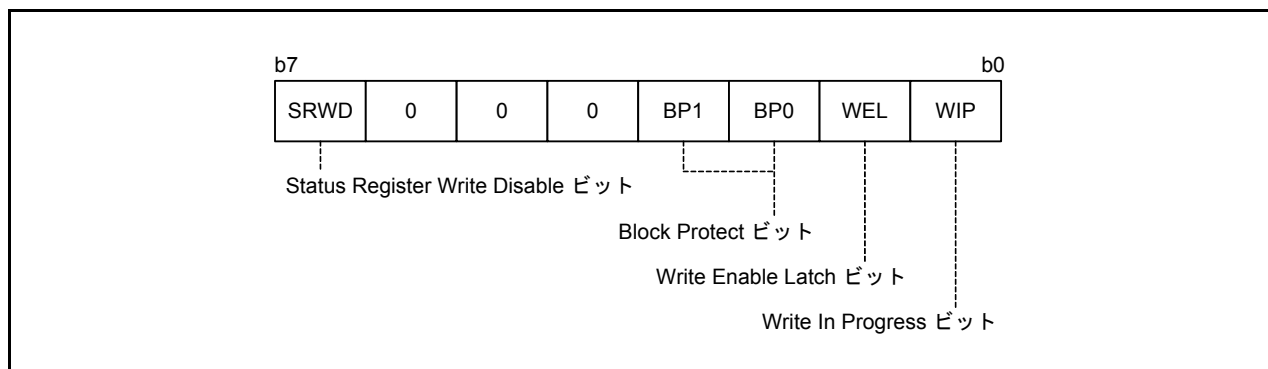 b7 b0
SRWD 0 0 0 BP1 BP0 WEL WIP
Status Register Write Disable ビット
Block Protect ビット
Write Enable Latch ビット
Write In Progress ビット